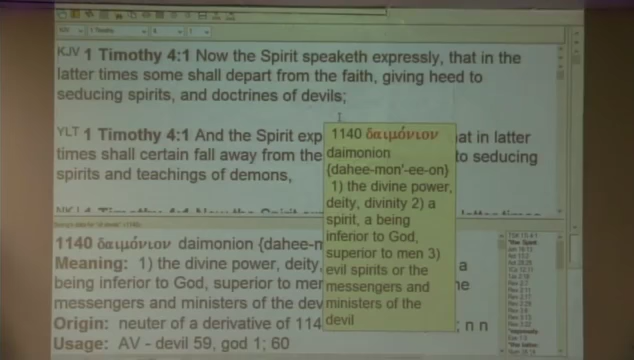 KJV 1 Timothy 4:1 Now the Spirit speaketh expressly, that in the
latter times some shall depart from the faith, giving heed to
seducing spirits, and doctrines of devils;
YLT 1 Timothy 4:1 And the Spirit exp
at in latter
times shall certain fall away from the
to seducing
spirits and teachings of demons,
1140 δαιμόνιον
daimonion
{dahee-mon'-ee-on}
1) the divine power,
deity, divinity 2) a
spirit, a being
inferior to God,
superior to men 3)
evil spirits or the
messengers and
ministers of the
devil
1140 δαιμόνιον daimonion {dahee-m
Meaning: 1) the divine power, deity,
a
being inferior to God, superior to mer
messengers and ministers of the dev
Origin: neuter of a derivative of 114
; n n
Usage: AV - devil 59, god 1; 60